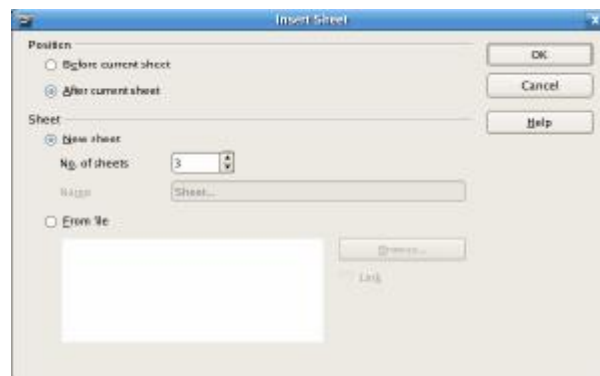 Insert Sheet
Position
Before current sheet
After current sheet
OK
Cancel
Help
Sheet
New sheet
No. of sheets
3
Name
Sheet...
From file
Browse...
Link